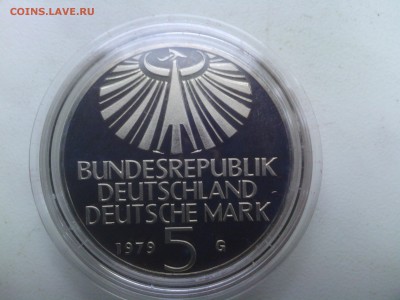 COINS.LAVE.RU
BUNDESREPUBLIK
DEUTSCHLAND
DEUTSCHE MARK
1979 5 G